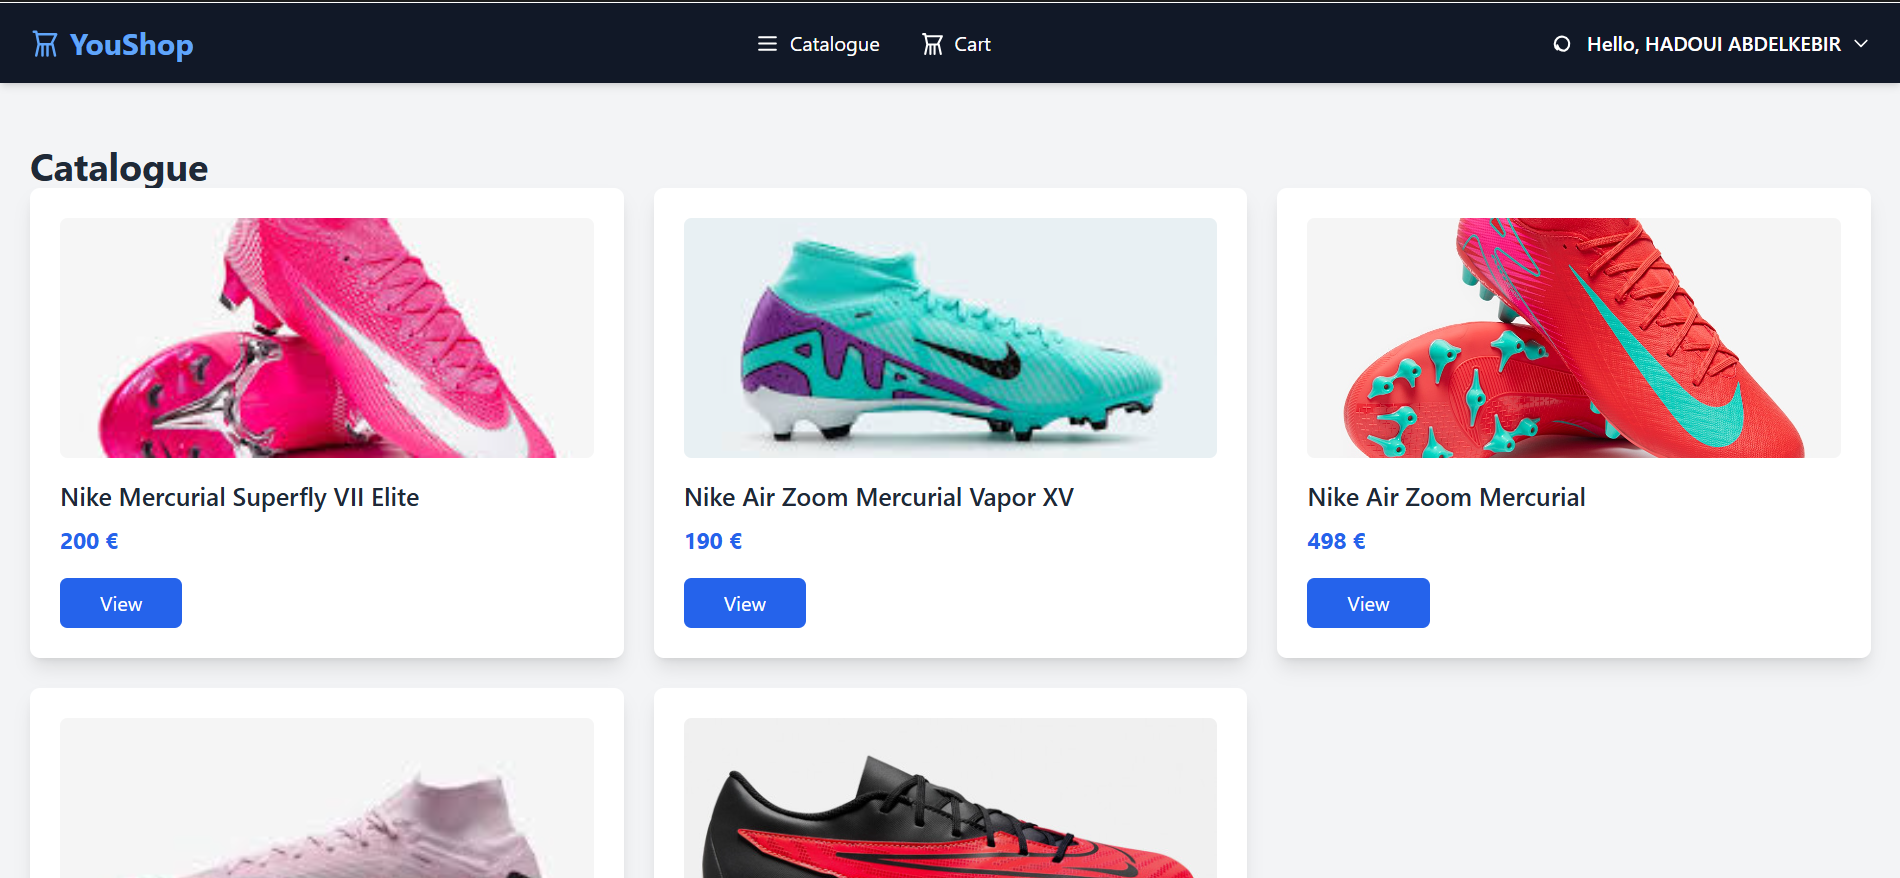 YouShop
Catalogue
Cart
Hello, HADOUI ABDELKEBIR
Catalogue
Nike Mercurial Superfly VII Elite
200 €
View
Nike Air Zoom Mercurial Vapor XV
190 €
View
Nike Air Zoom Mercurial
498 €
View